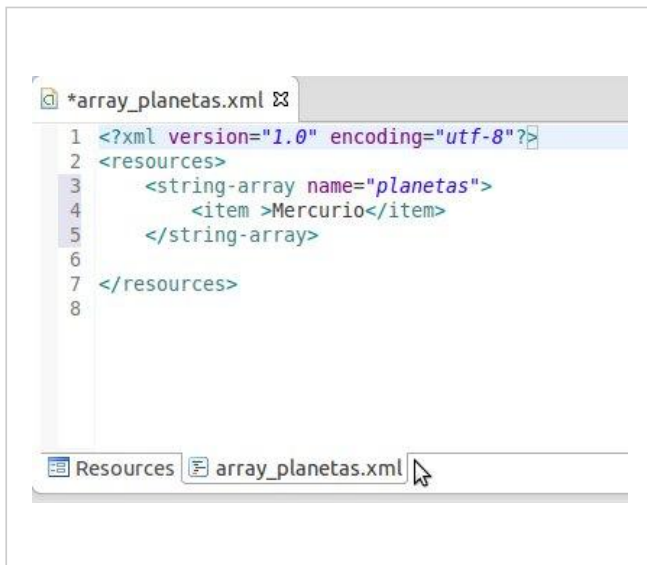 *array_planetas.xml
1 <?xml version="1.0" encoding="utf-8"?>
2 <resources>
3     <string-array name="planetas">
4         <item >Mercurio</item>
5     </string-array>
6
7 </resources>
8
Resources array_planetas.xml